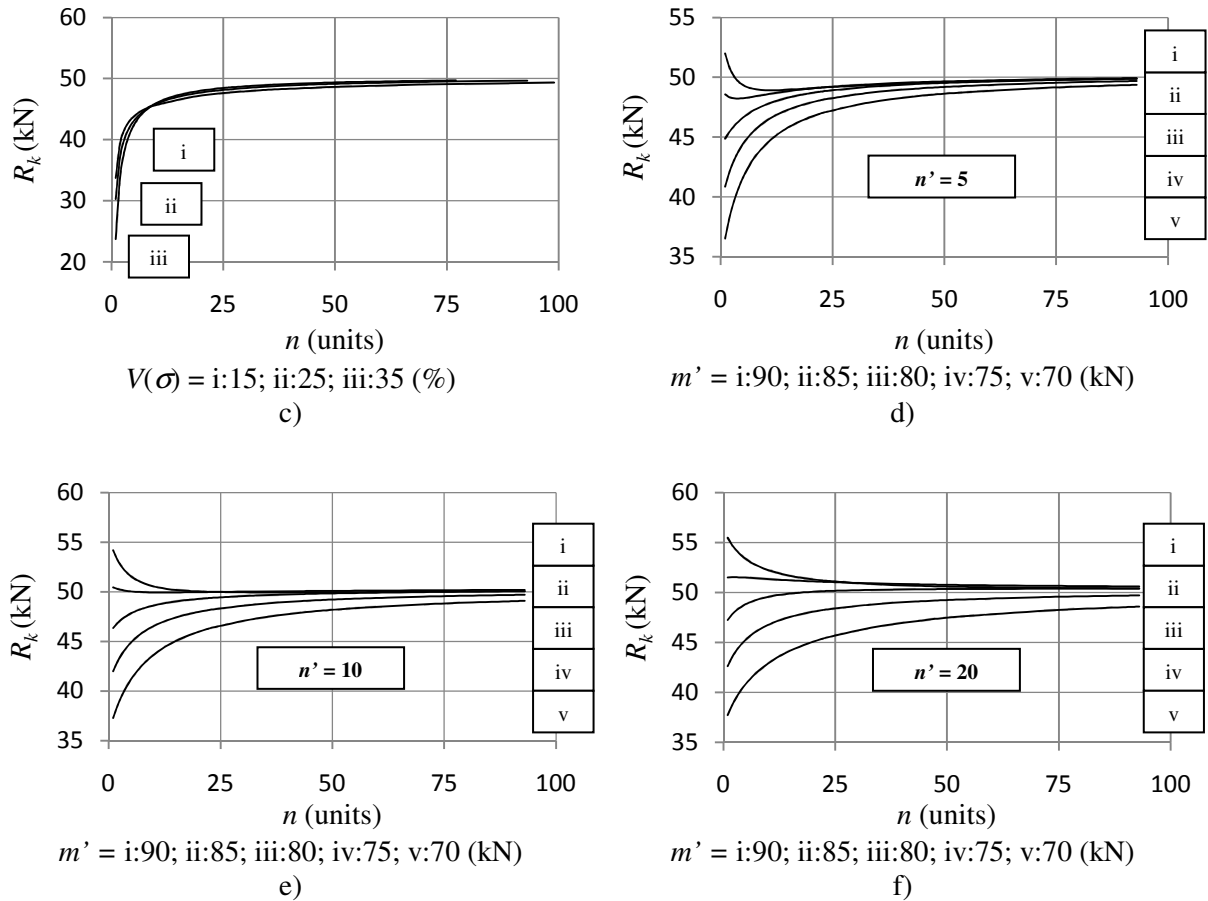 60
50
40
30
20
R_k (kN)
i
ii
iii
0 25 50 75 100
n (units)
V(σ) = i:15; ii:25; iii:35 (%)
c)
55
50
45
40
35
R_k (kN)
n’ = 5
i
ii
iii
iv
v
0 25 50 75 100
n (units)
m’ = i:90; ii:85; iii:80; iv:75; v:70 (kN)
d)
60
55
50
45
40
35
R_k (kN)
n’ = 10
i
ii
iii
iv
v
0 25 50 75 100
n (units)
m’ = i:90; ii:85; iii:80; iv:75; v:70 (kN)
e)
60
55
50
45
40
35
R_k (kN)
n’ = 20
i
ii
iii
iv
v
0 25 50 75 100
n (units)
m’ = i:90; ii:85; iii:80; iv:75; v:70 (kN)
f)